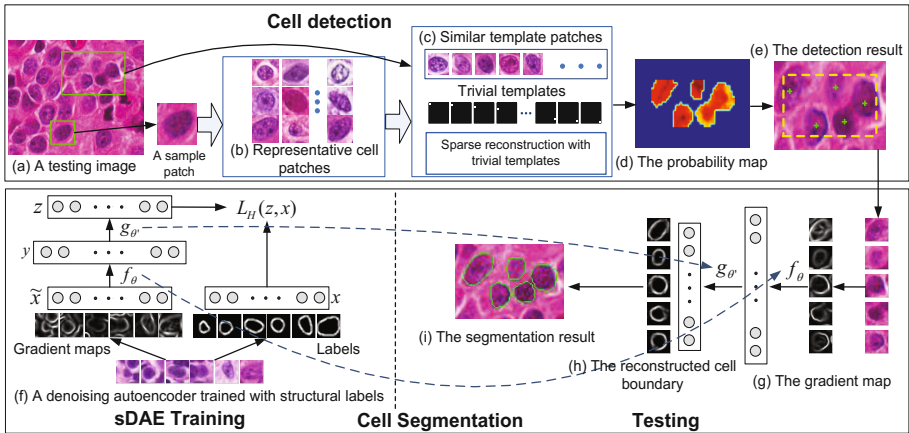 Cell detection
(a) A testing image
A sample
patch
(b) Representative cell
patches
(c) Similar template patches
Trivial templates
...
Sparse reconstruction with
trivial templates
(d) The probability map
(e) The detection result
z
L_H(z,x)
g_θ'
y
f_θ
x̃
x
Gradient maps
Labels
(f) A denoising autoencoder trained with structural labels
sDAE Training
Cell Segmentation
Testing
(i) The segmentation result
(h) The reconstructed cell
boundary
g_θ'
f_θ
(g) The gradient map